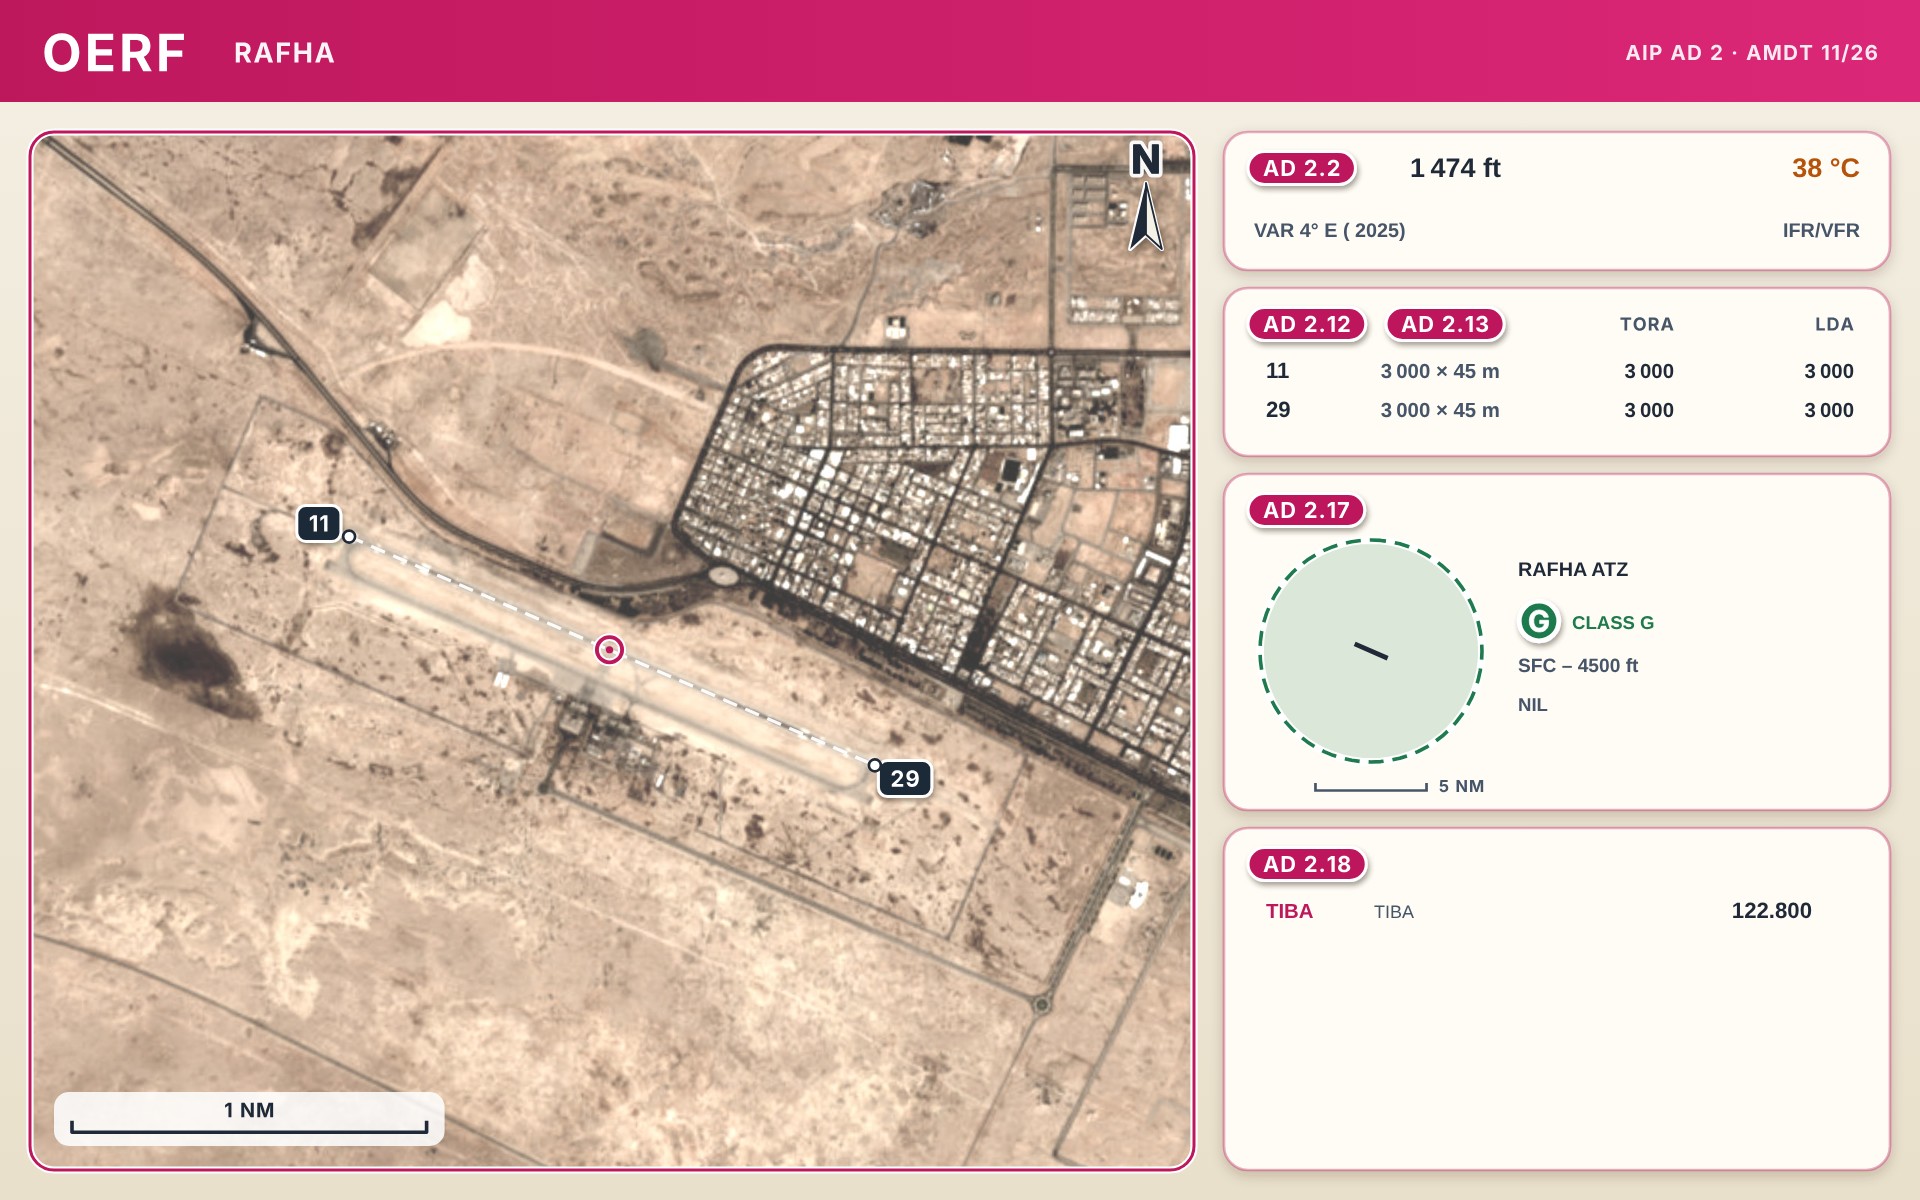 OERF RAFHA AIP AD 2 · AMDT 11/26
N
11
29
1 NM
AD 2.2 1 474 ft 38 °C
VAR 4° E ( 2025) IFR/VFR
AD 2.12 AD 2.13 TORA LDA
11 3 000 × 45 m 3 000 3 000
29 3 000 × 45 m 3 000 3 000
AD 2.17
RAFHA ATZ
G CLASS G
SFC – 4500 ft
NIL
5 NM
AD 2.18
TIBA TIBA 122.800